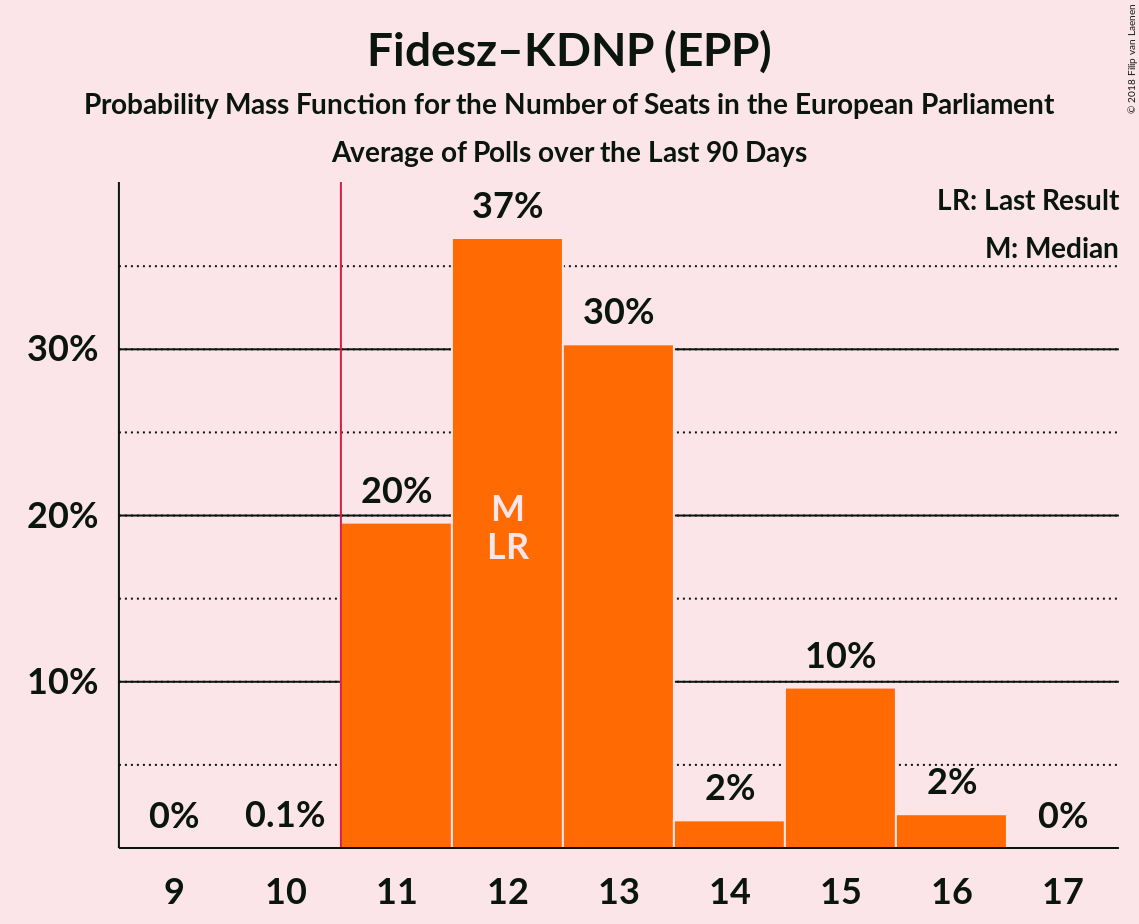 Fidesz–KDNP (EPP)
Probability Mass Function for the Number of Seats in the European Parliament
Average of Polls over the Last 90 Days
© 2018 Filip van Laenen
LR: Last Result
M: Median
37%
30%
30%
20%
20%
M
LR
10%
10%
2%
2%
0%
0.1%
0%
9 10 11 12 13 14 15 16 17